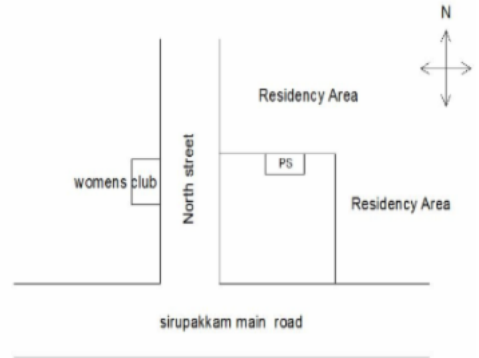 N
Residency Area
PS
womens club
North street
Residency Area
sirupakkam main road